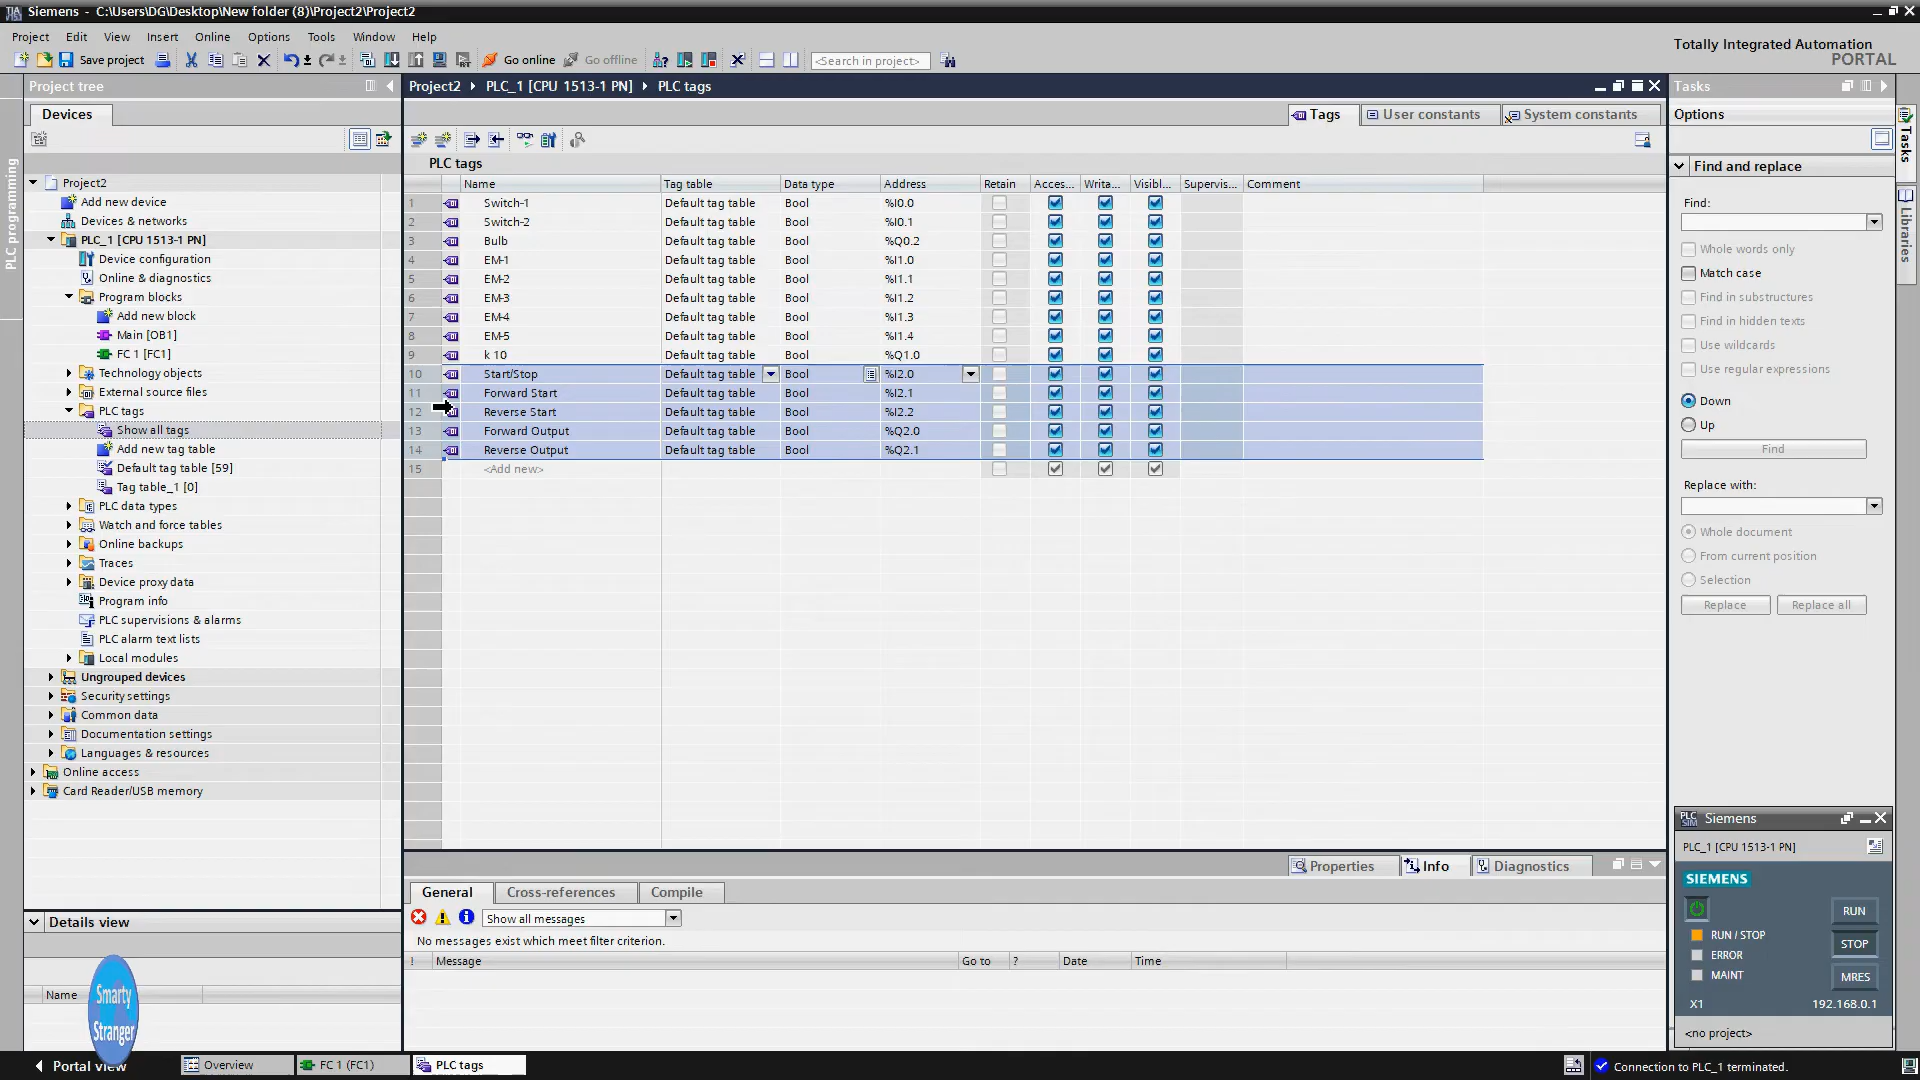 Siemens - C:\Users\DG\Desktop\New folder (8)\Project2\Project2
Project Edit View Insert Online Options Tools Window Help
Totally Integrated Automation
PORTAL
Save project
Go online
Go offline
<Search in project>
Project tree
Project2 PLC_1 [CPU 1513-1 PN] PLC tags
Tasks
Devices
Tags
User constants
System constants
Options
PLC programming
Tasks
Libraries
PLC tags
Find and replace
Name Tag table Data type Address Retain Acces... Writa... Visibl... Supervis... Comment
1 Switch-1 Default tag table Bool %I0.0
2 Switch-2 Default tag table Bool %I0.1
3 Bulb Default tag table Bool %Q0.2
4 EM-1 Default tag table Bool %I1.0
5 EM-2 Default tag table Bool %I1.1
6 EM-3 Default tag table Bool %I1.2
7 EM-4 Default tag table Bool %I1.3
8 EM-5 Default tag table Bool %I1.4
9 k 10 Default tag table Bool %Q1.0
10 Start/Stop Default tag table Bool %I2.0
11 Forward Start Default tag table Bool %I2.1
12 Reverse Start Default tag table Bool %I2.2
13 Forward Output Default tag table Bool %Q2.0
14 Reverse Output Default tag table Bool %Q2.1
15 <Add new>
Project2
Add new device
Devices & networks
PLC_1 [CPU 1513-1 PN]
Device configuration
Online & diagnostics
Program blocks
Add new block
Main [OB1]
FC 1 [FC1]
Technology objects
External source files
PLC tags
Show all tags
Add new tag table
Default tag table [59]
Tag table_1 [0]
PLC data types
Watch and force tables
Online backups
Traces
Device proxy data
Program info
PLC supervisions & alarms
PLC alarm text lists
Local modules
Ungrouped devices
Security settings
Common data
Documentation settings
Languages & resources
Online access
Card Reader/USB memory
Find:
Whole words only
Match case
Find in substructures
Find in hidden texts
Use wildcards
Use regular expressions
Down
Up
Find
Replace with:
Whole document
From current position
Selection
Replace
Replace all
Properties
Info
Diagnostics
General
Cross-references
Compile
Show all messages
No messages exist which meet filter criterion.
! Message Go to ? Date Time
Details view
Name
Smarty
Stranger
PLC SIM
Siemens
PLC_1 [CPU 1513-1 PN]
SIEMENS
RUN
RUN / STOP
STOP
ERROR
MAINT
MRES
X1 192.168.0.1
<no project>
Portal view
Overview
FC 1 (FC1)
PLC tags
Connection to PLC_1 terminated.